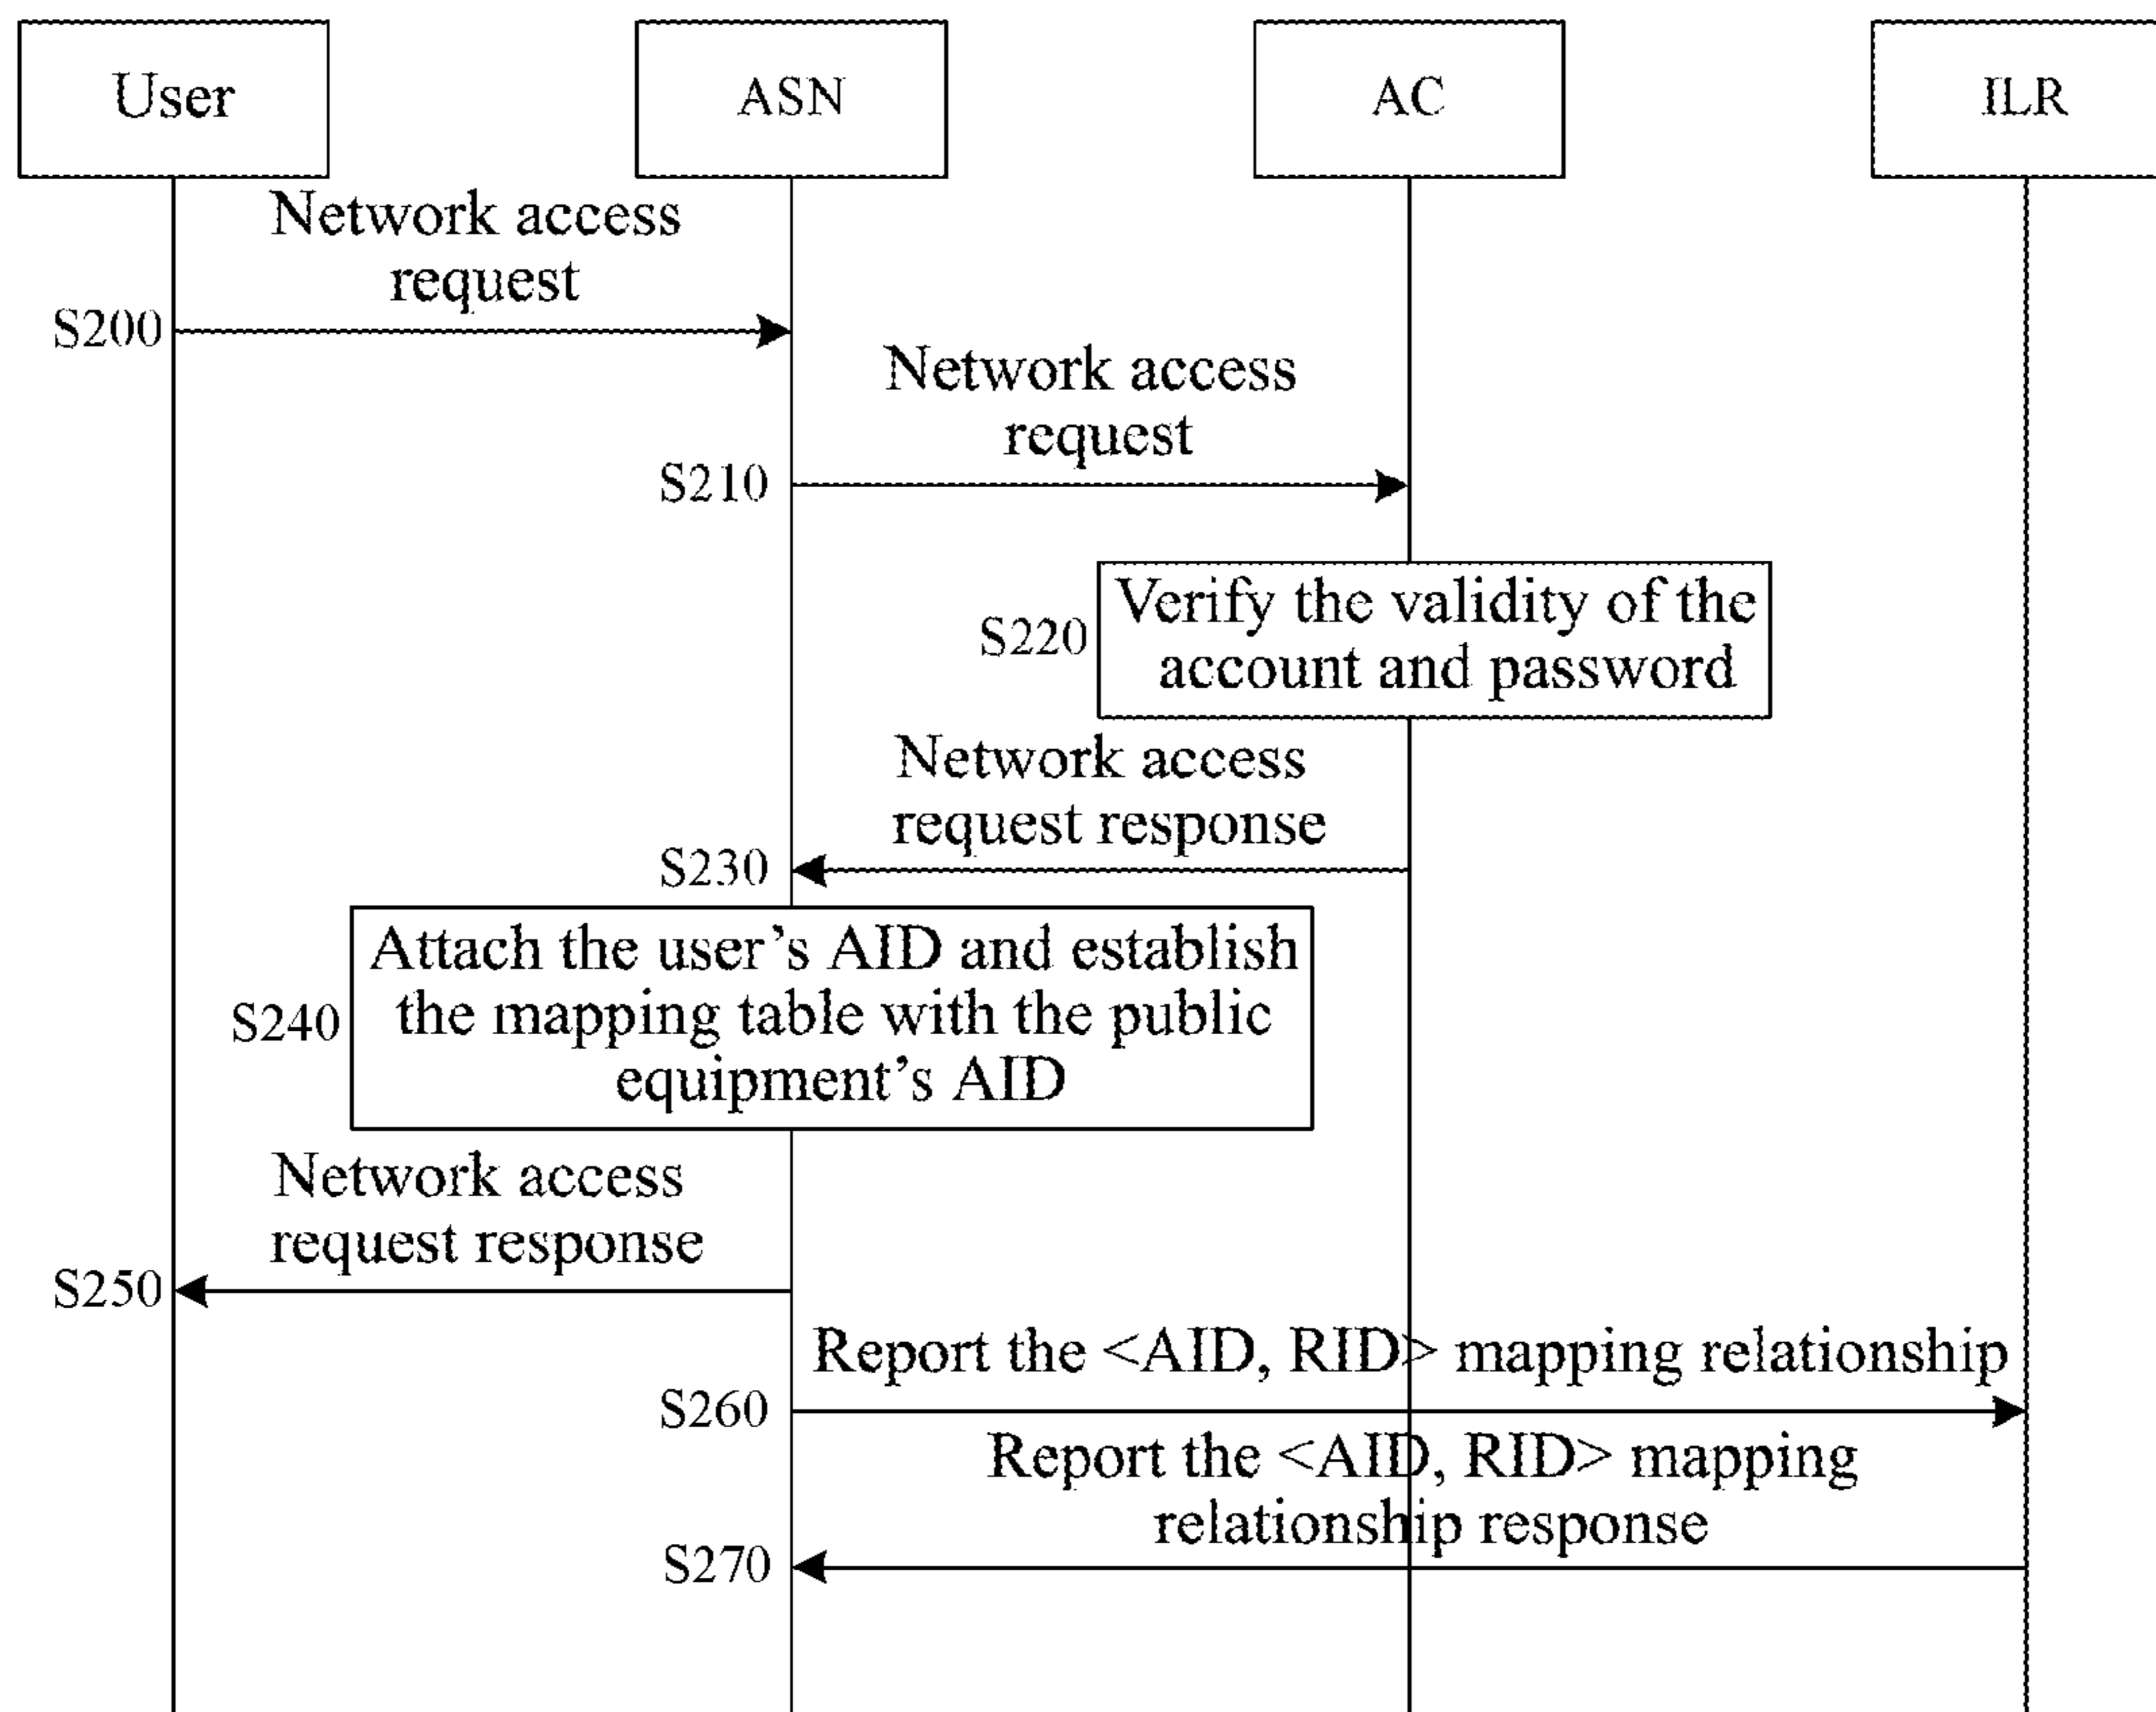 User
ASN
AC
ILR
Network access
request
S200
Network access
request
S210
S220
Verify the validity of the
account and password
Network access
request response
S230
S240
Attach the user's AID and establish
the mapping table with the public
equipment's AID
Network access
request response
S250
Report the <AID, RID> mapping relationship
S260
Report the <AID, RID> mapping
relationship response
S270